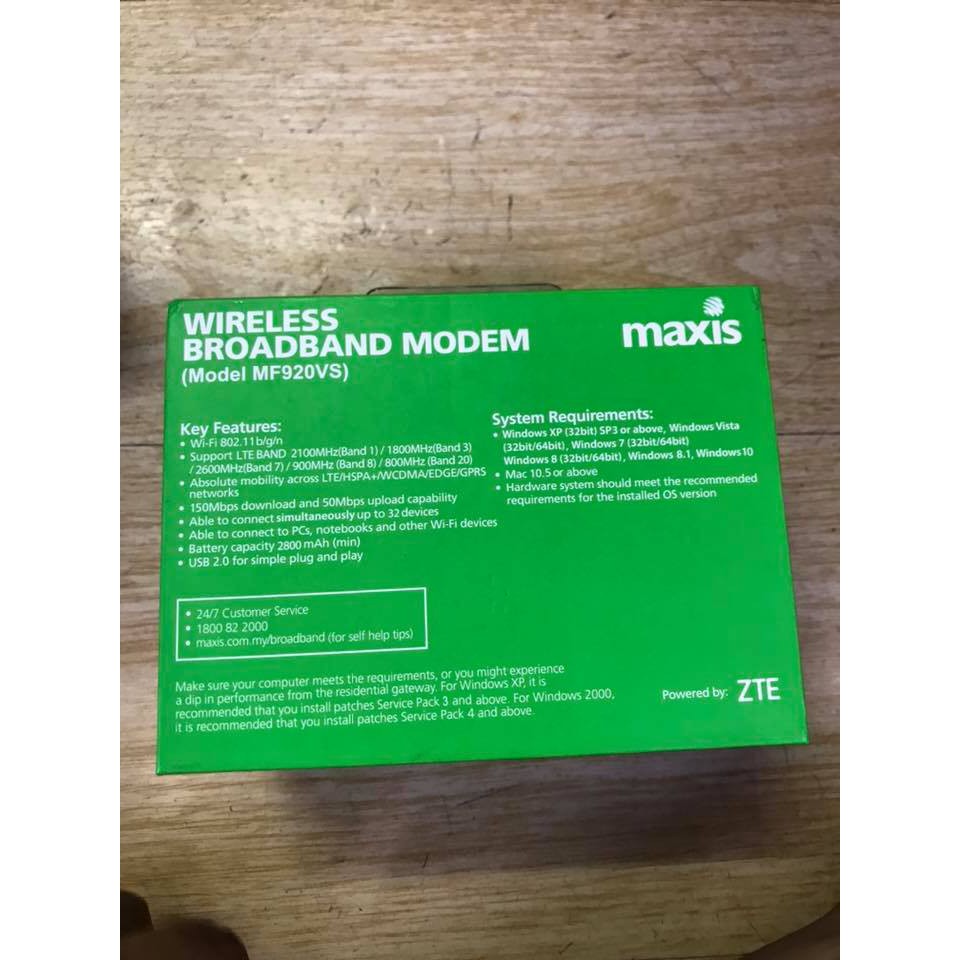 WIRELESS
BROADBAND MODEM
(Model MF920VS)
maxis
Key Features:
• Wi-Fi 802.11b/g/n
• Support LTE BAND 2100MHz(Band 1) / 1800MHz(Band 3)
/ 2600MHz(Band 7) / 900MHz (Band 8) / 800MHz (Band 20)
• Absolute mobility across LTE/HSPA+/WCDMA/EDGE/GPRS
networks
• 150Mbps download and 50Mbps upload capability
• Able to connect simultaneously up to 32 devices
• Able to connect to PCs, notebooks and other Wi-Fi devices
• Battery capacity 2800 mAh (min)
• USB 2.0 for simple plug and play
System Requirements:
• Windows XP (32bit) SP3 or above, Windows Vista
(32bit/64bit), Windows 7 (32bit/64bit)
Windows 8 (32bit/64bit), Windows 8.1, Windows10
• Mac 10.5 or above
• Hardware system should meet the recommended
requirements for the installed OS version
• 24/7 Customer Service
• 1800 82 2000
• maxis.com.my/broadband (for self help tips)
Make sure your computer meets the requirements, or you might experience
a dip in performance from the residential gateway. For Windows XP, it is
recommended that you install patches Service Pack 3 and above. For Windows 2000,
it is recommended that you install patches Service Pack 4 and above.
Powered by: ZTE